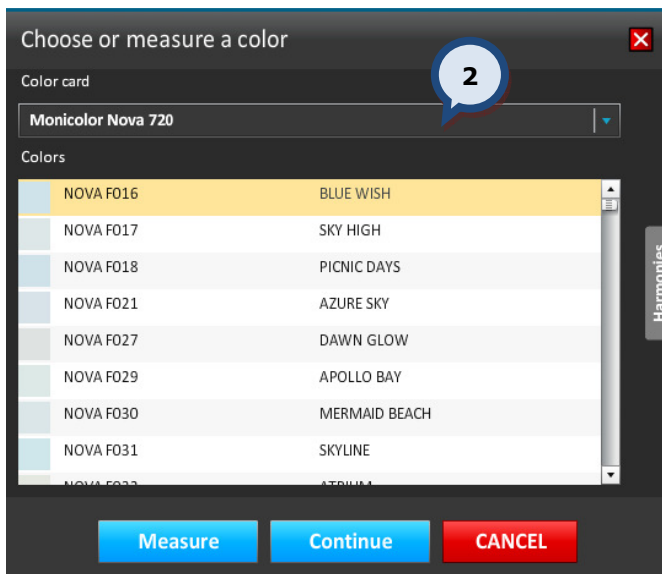 Choose or measure a color
2
Color card
Monicolor Nova 720
Colors
NOVA F016 BLUE WISH
NOVA F017 SKY HIGH
NOVA F018 PICNIC DAYS
NOVA F021 AZURE SKY
NOVA F027 DAWN GLOW
NOVA F029 APOLLO BAY
NOVA F030 MERMAID BEACH
NOVA F031 SKYLINE
Harmonies
Measure Continue CANCEL